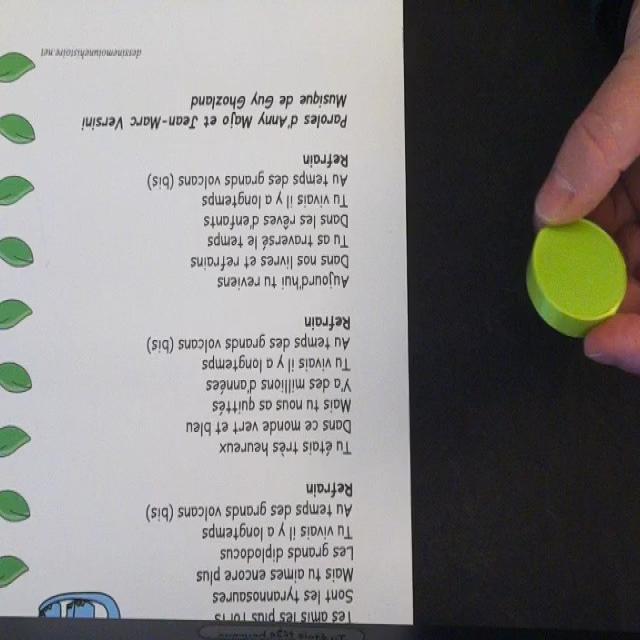 Tes amis les plus forts
Sont les tyrannosaures
Mais tu aimes encore plus
Les grands diplodocus
Tu vivais il y a longtemps
Au temps des grands volcans (bis)
Refrain
Tu étais très heureux
Dans ce monde vert et bleu
Mais tu nous as quittés
Y'a des millions d'années
Tu vivais il y a longtemps
Au temps des grands volcans (bis)
Refrain
Aujourd'hui tu reviens
Dans nos livres et refrains
Tu as traversé le temps
Dans les rêves d'enfants
Tu vivais il y a longtemps
Au temps des grands volcans (bis)
Refrain
Paroles d'Anny Majo et Jean-Marc Versini
Musique de Guy Ghozland
dessinemoiunehistoire.net